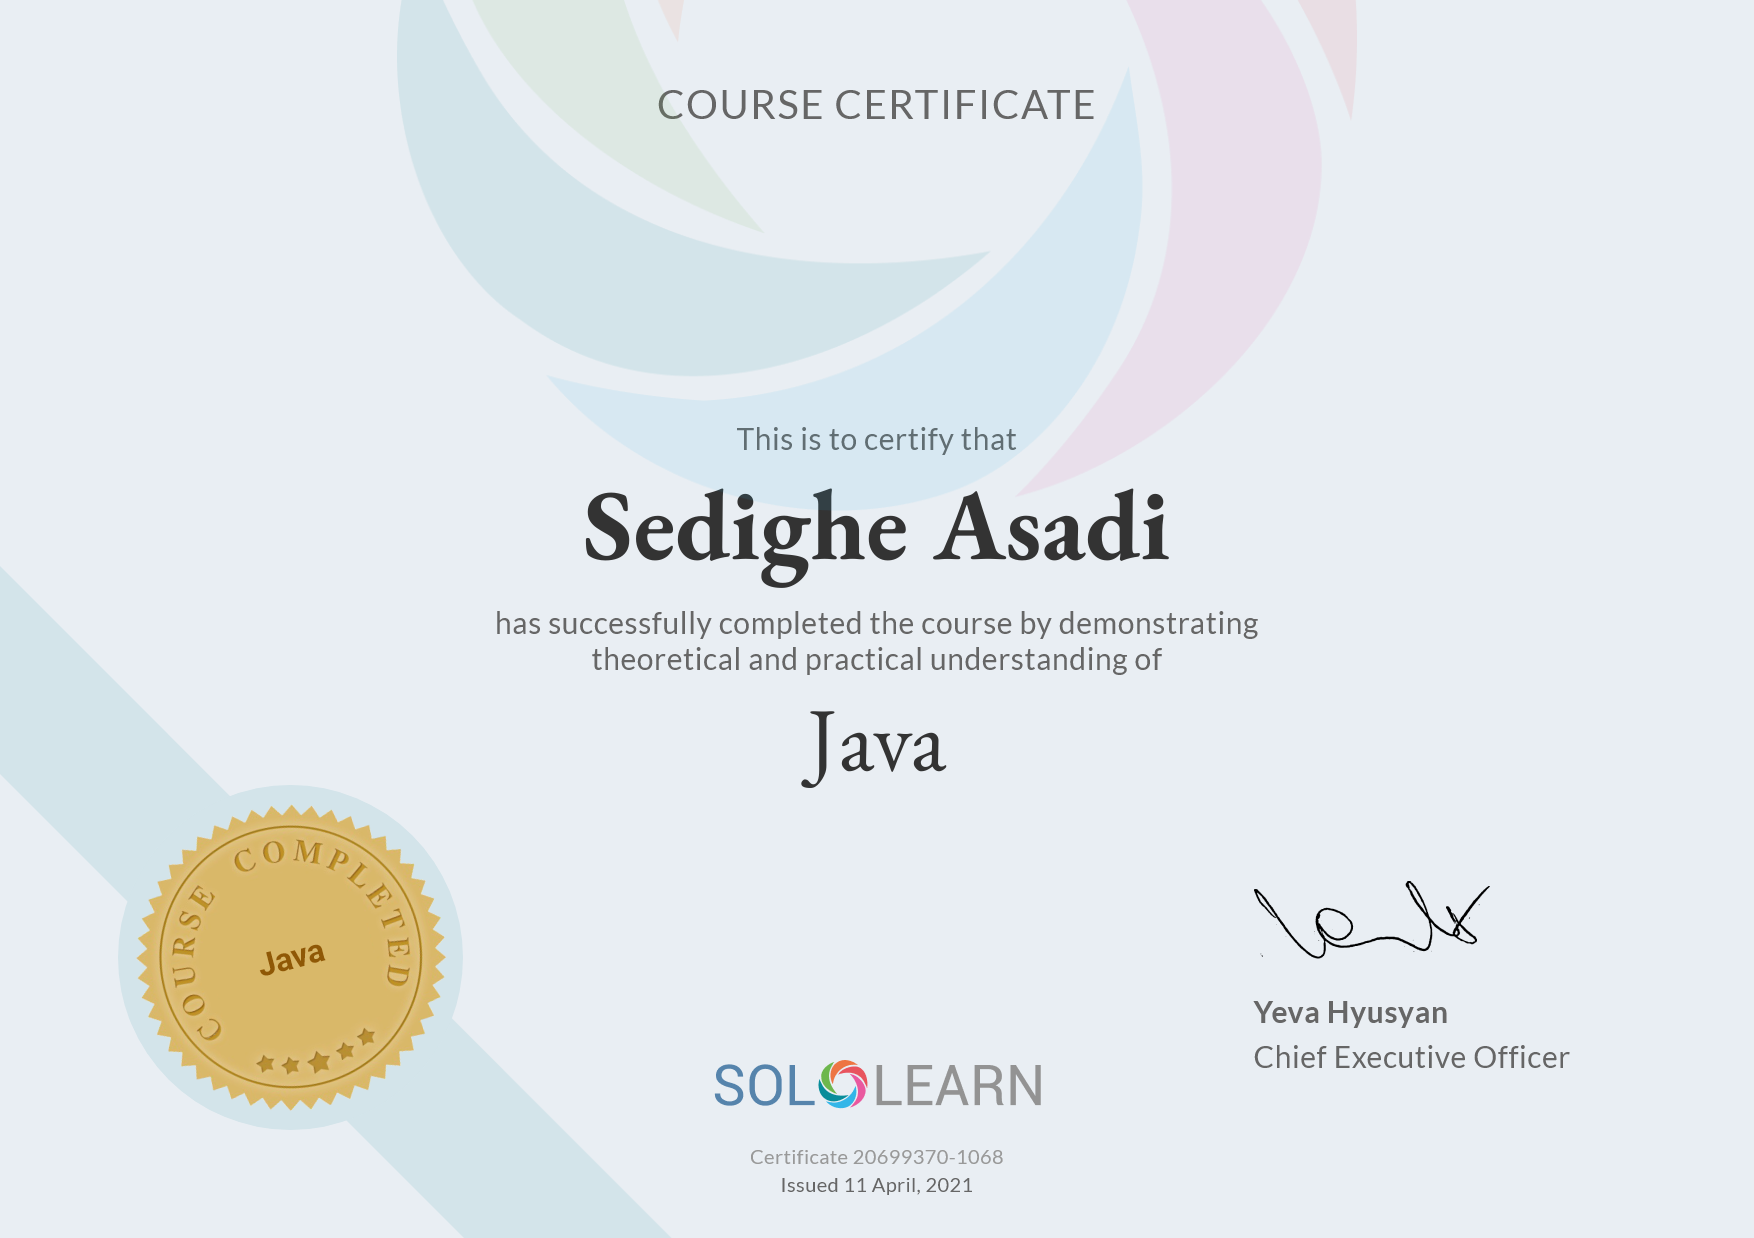 COURSE CERTIFICATE
This is to certify that
Sedighe Asadi
has successfully completed the course by demonstrating
theoretical and practical understanding of
Java
COURSE COMPLETED
Java
Yeva Hyusyan
Chief Executive Officer
SOLOLEARN
Certificate 20699370-1068
Issued 11 April, 2021